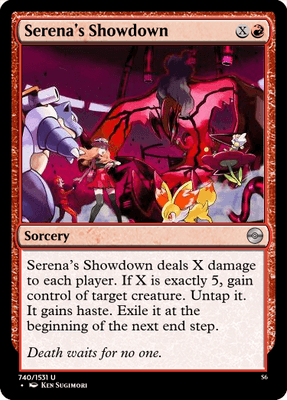 Serena's Showdown X
Sorcery
Serena's Showdown deals X damage
to each player. If X is exactly 5, gain
control of target creature. Untap it.
It gains haste. Exile it at the
beginning of the next end step.
Death waits for no one.
740/1531 U S6
• Ken Sugimori